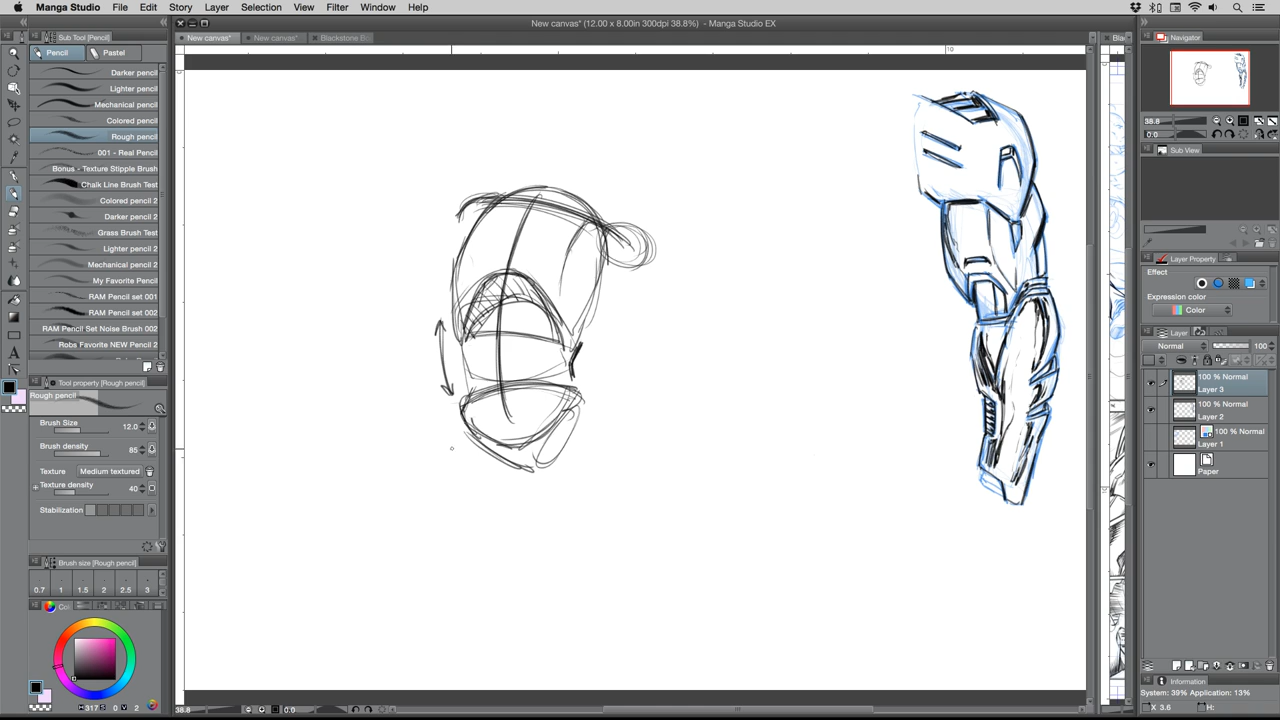 Manga Studio File Edit Story Layer Selection View Filter Window Help
New canvas* (12.00 x 8.00in 300dpi 38.8%) - Manga Studio EX
Sub Tool [Pencil]
Pencil Pastel
New canvas* New canvas* Blackstone
Darker pencil
Lighter pencil
Mechanical pencil
Colored pencil
Rough pencil
001 - Real Pencil
Bonus - Texture Stipple Brush
Chalk Line Brush Test
Colored pencil 2
Darker pencil 2
Grass Brush Test
Lighter pencil 2
Mechanical pencil 2
My Favorite Pencil
RAM Pencil set 001
RAM Pencil Set 002
RAM Pencil Set Noise Brush 002
Robs Favorite NEW Pencil 2
Tool property [Rough pencil]
Rough pencil
Brush Size 12.0
Brush density 85
Texture Medium textured
Texture density 40
Stabilization
Brush size [Rough pencil]
0.7 1 1.5 2 2.5 3
H 317 S 0 V 2
38.8 0.0
10
Navigator
38.8
0.0
Sub View
Layer Property
Effect
Expression color
Color
Layer
Normal 100
100 % Normal
Layer 3
100 % Normal
Layer 2
100 % Normal
Layer 1
Paper
Information
System: 39% Application: 13%
X 3.6 H: